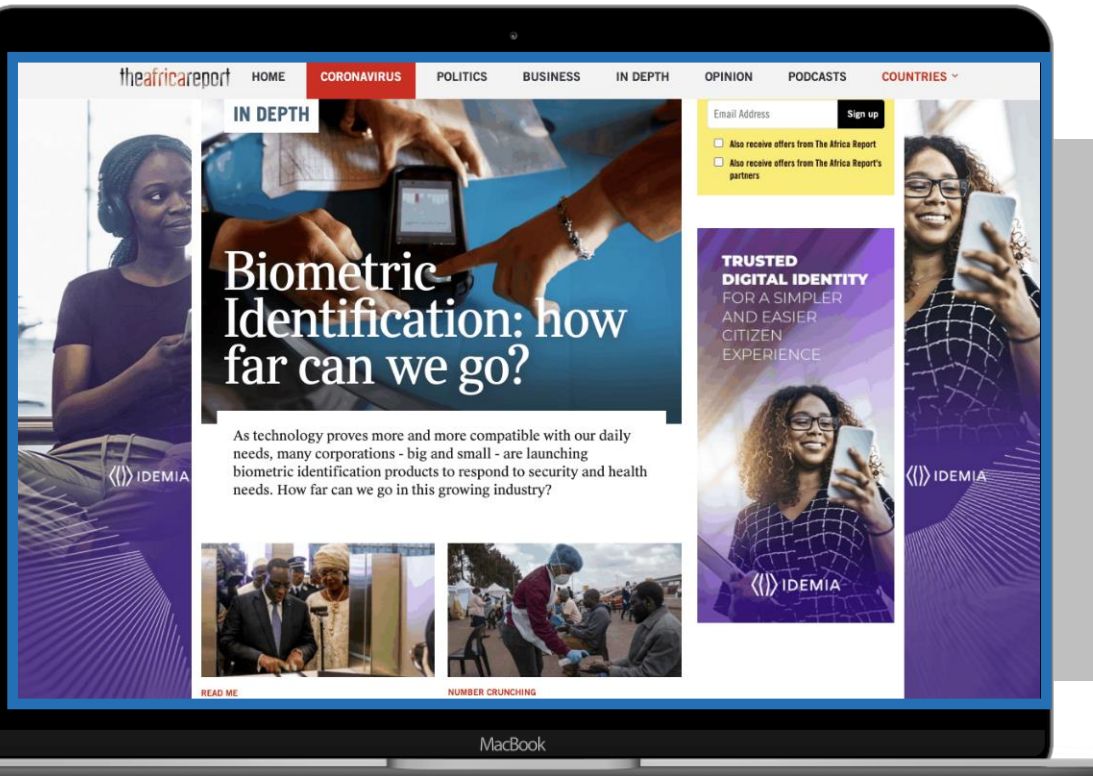 theafricareport HOME CORONAVIRUS POLITICS BUSINESS IN DEPTH OPINION PODCASTS COUNTRIES
IN DEPTH
Biometric
Identification: how
far can we go?
As technology proves more and more compatible with our daily
needs, many corporations - big and small - are launching
biometric identification products to respond to security and health
needs. How far can we go in this growing industry?
READ ME
NUMBER CRUNCHING
Email Address
Sign up
Also receive offers from The Africa Report
Also receive offers from The Africa Report's
partners
TRUSTED
DIGITAL IDENTITY
FOR A SIMPLER
AND EASIER
CITIZEN
EXPERIENCE
IDEMIA
IDEMIA
IDEMIA
MacBook